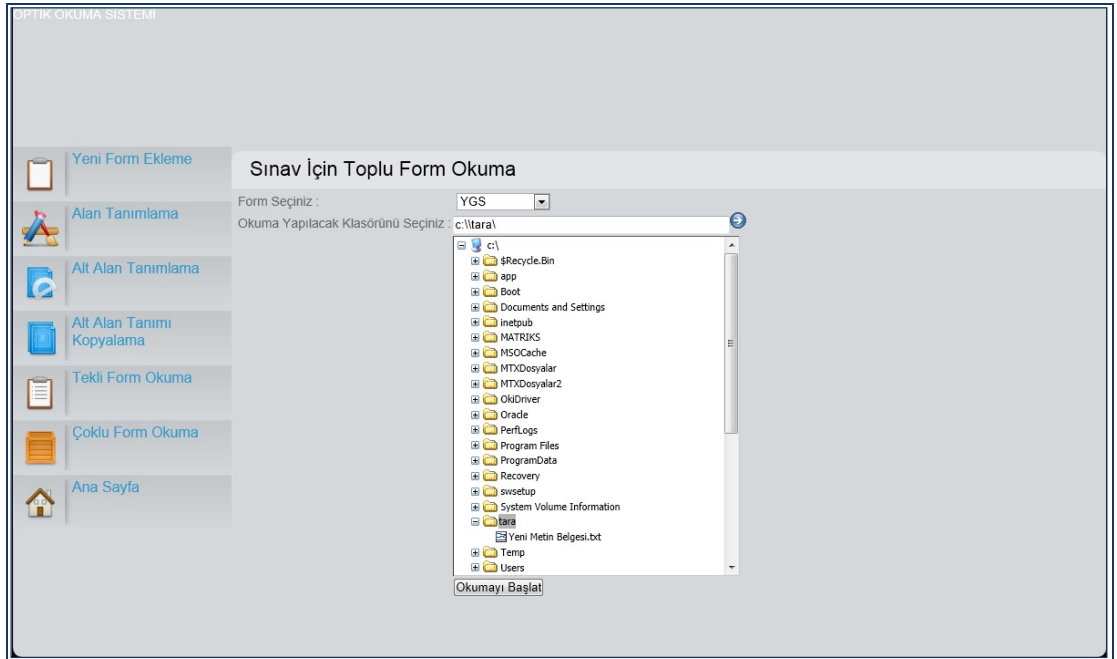 OPTİK OKUMA SİSTEMİ
Yeni Form Ekleme
Alan Tanımlama
Alt Alan Tanımlama
Alt Alan Tanımı
Kopyalama
Tekli Form Okuma
Çoklu Form Okuma
Ana Sayfa
Sınav İçin Toplu Form Okuma
Form Seçiniz : YGS
Okuma Yapılacak Klasörünü Seçiniz : c:\\tara\
c:\
$Recycle.Bin
app
Boot
Documents and Settings
inetpub
MATRIKS
MSOCache
MTXDosyalar
MTXDosyalar2
OkiDriver
Oracle
PerfLogs
Program Files
ProgramData
Recovery
swsetup
System Volume Information
tara
Yeni Metin Belgesi.txt
Temp
Users
Okumayı Başlat